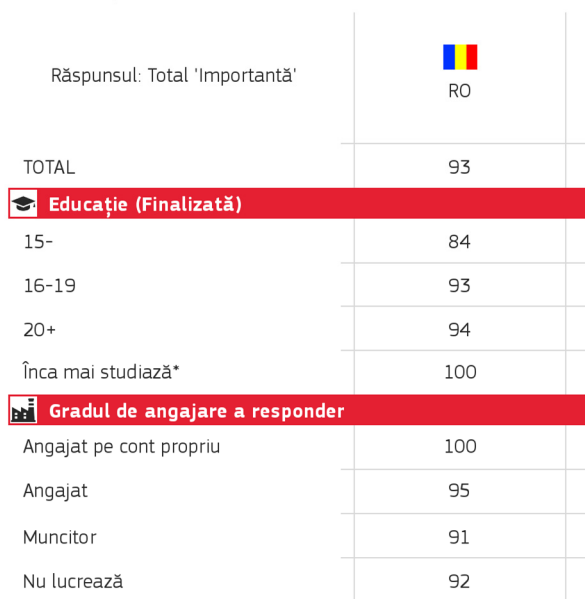 Răspunsul: Total 'Importantă'
RO
TOTAL 93
Educație (Finalizată)
15- 84
16-19 93
20+ 94
Înca mai studiază* 100
Gradul de angajare a responder
Angajat pe cont propriu 100
Angajat 95
Muncitor 91
Nu lucrează 92